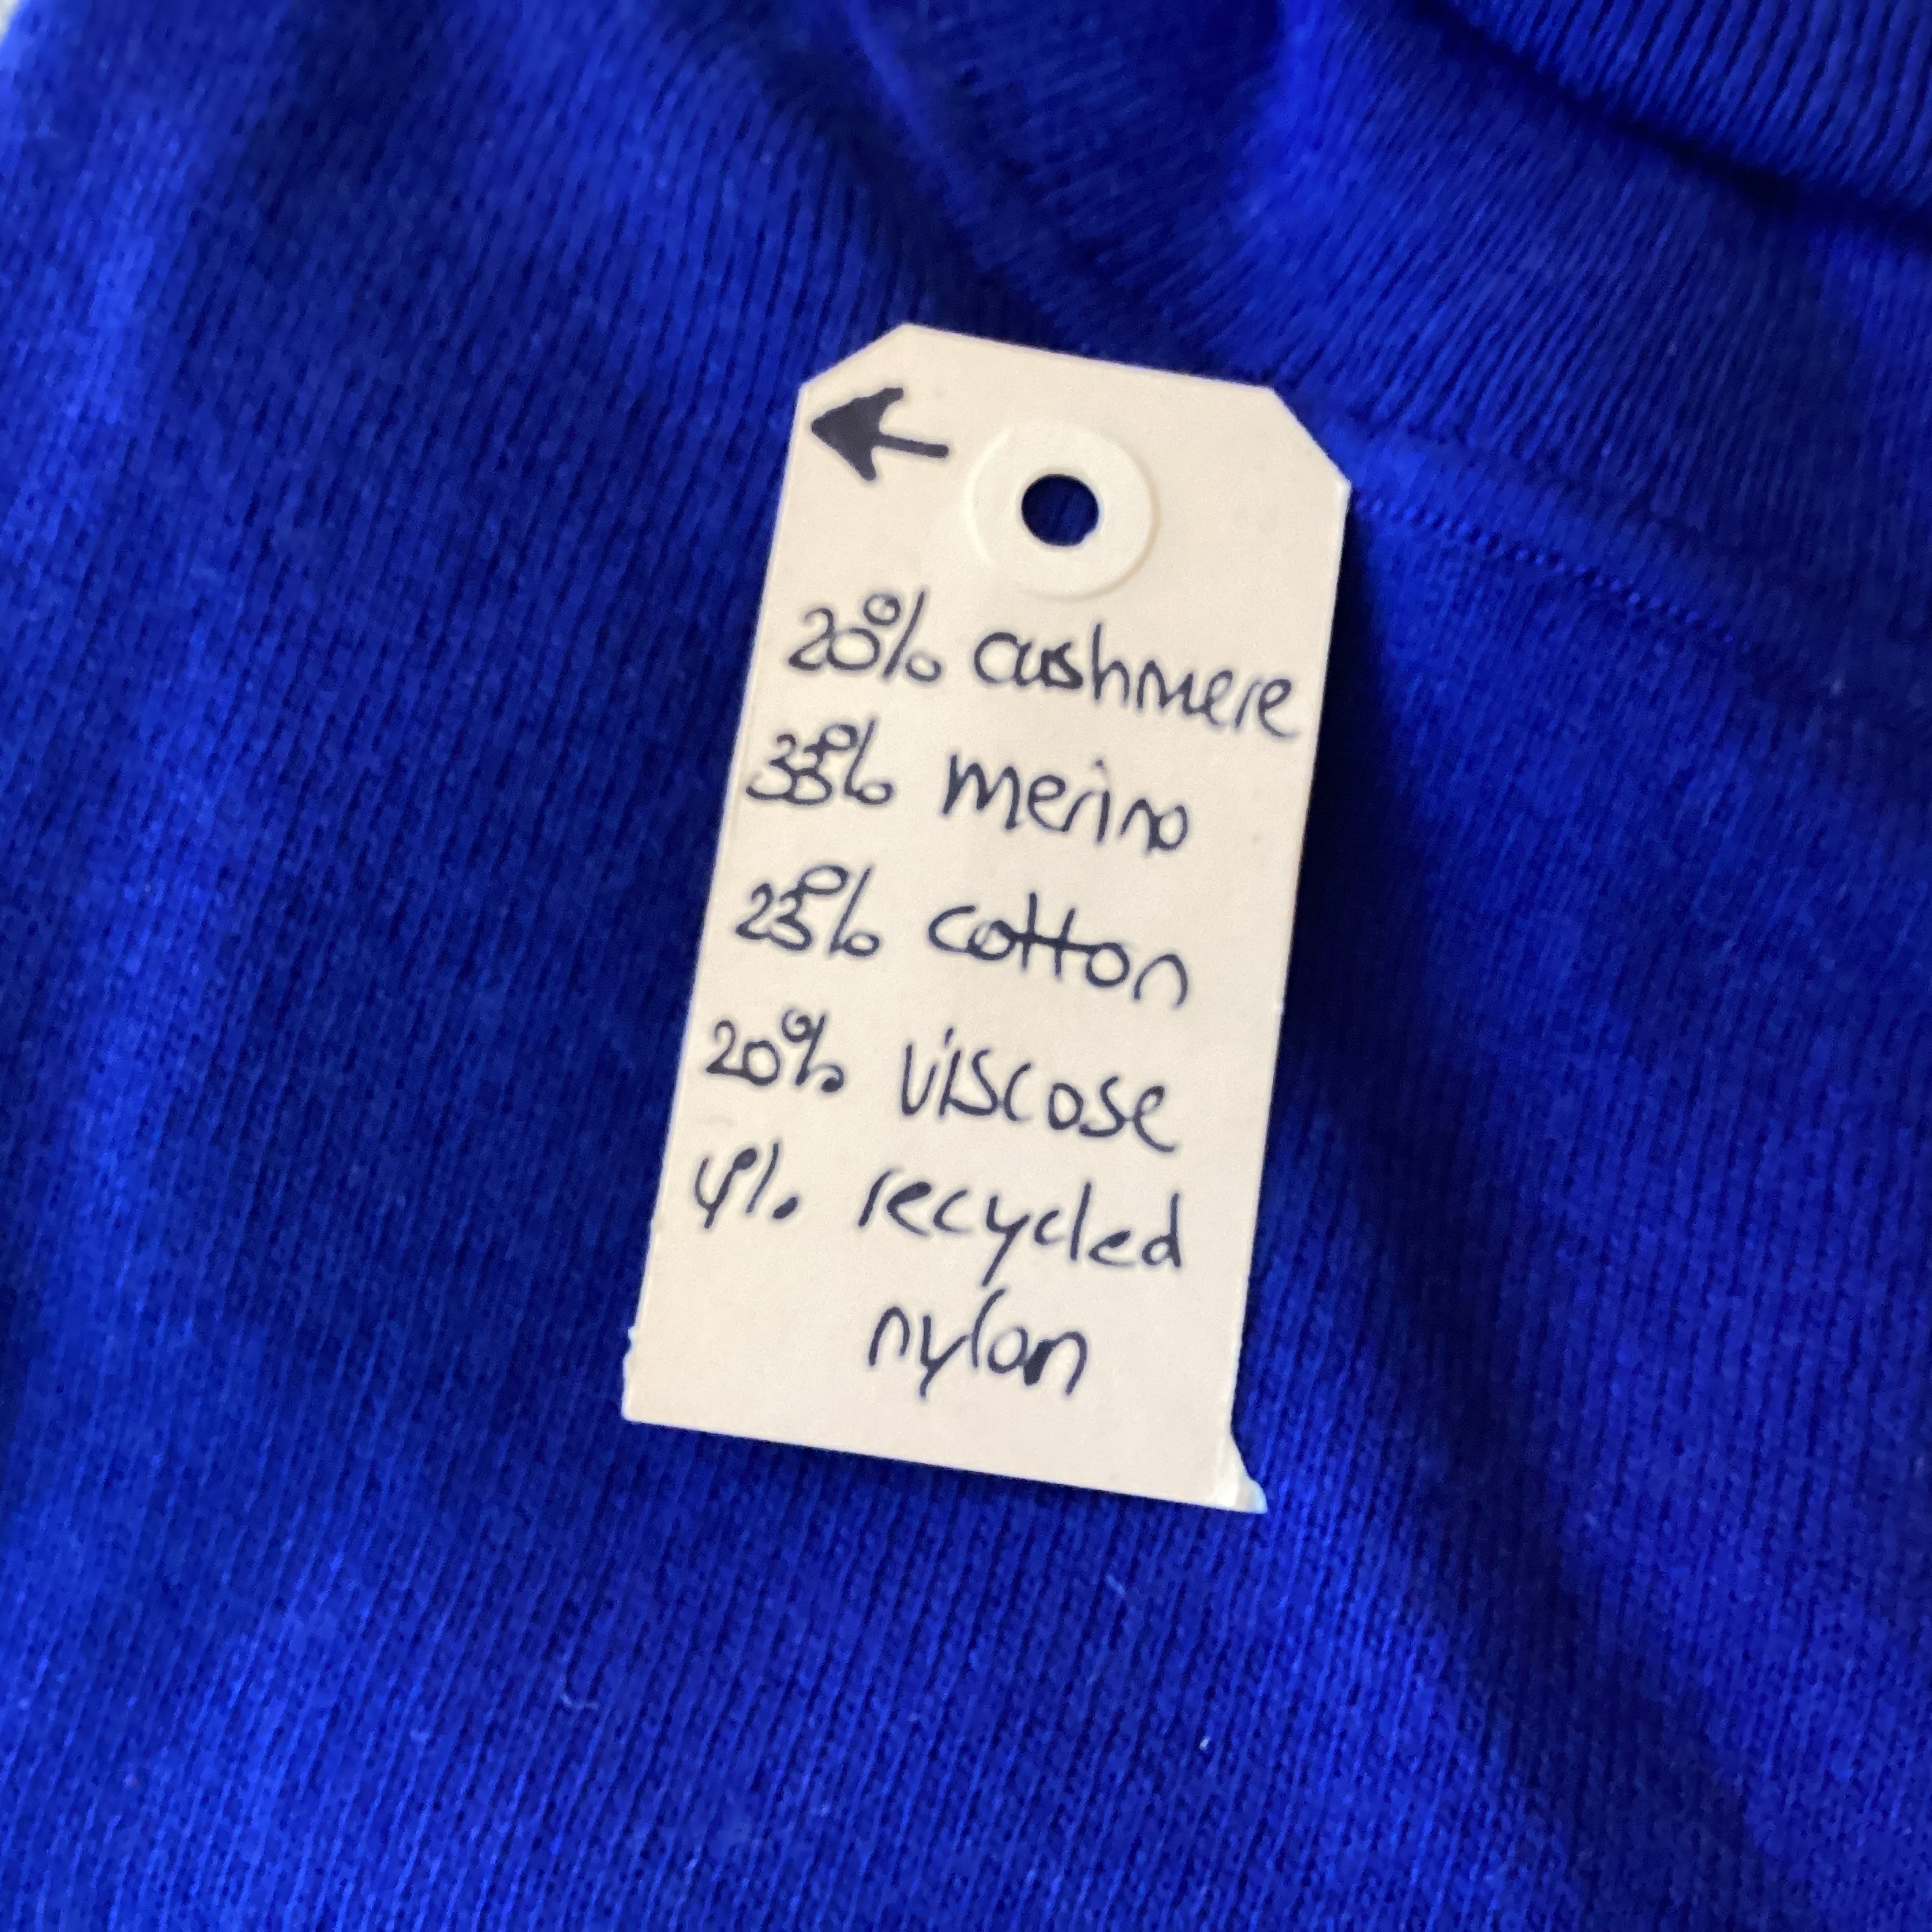 20% cashmere
33% merino
23% cotton
20% viscose
4% recycled
nylon